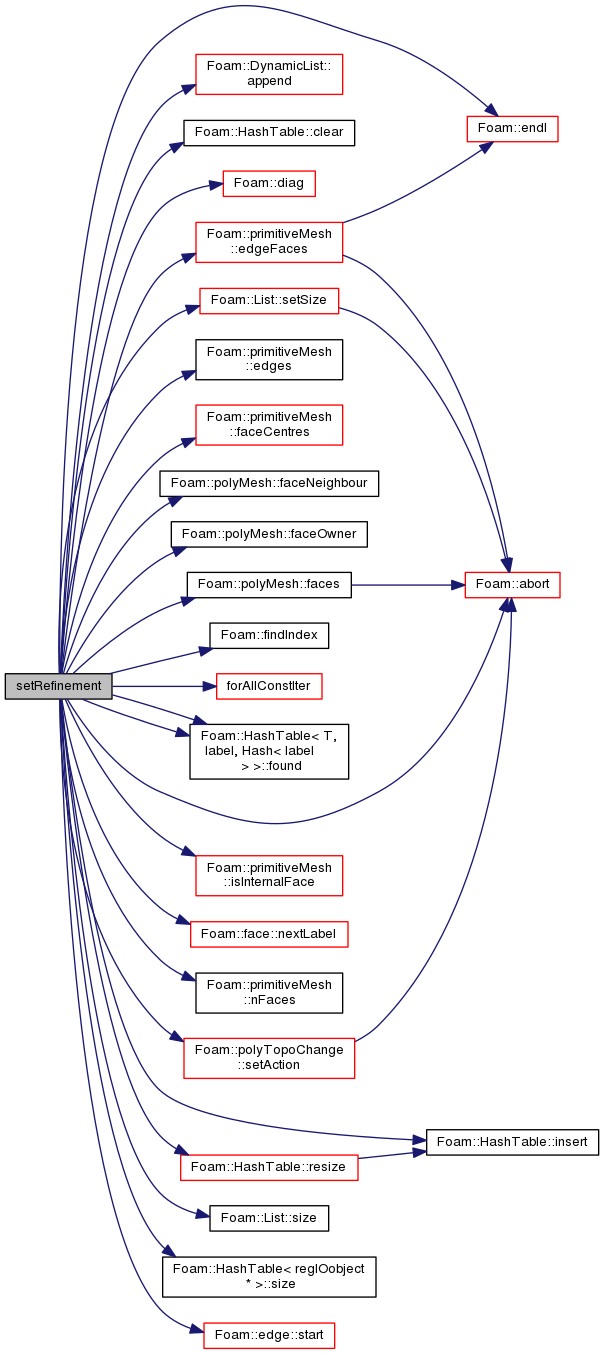 Foam::DynamicList::
append
Foam::endl
Foam::HashTable::clear
Foam::diag
Foam::primitiveMesh
::edgeFaces
Foam::List::setSize
Foam::primitiveMesh
::edges
Foam::primitiveMesh
::faceCentres
Foam::polyMesh::faceNeighbour
Foam::polyMesh::faceOwner
Foam::polyMesh::faces
Foam::abort
Foam::findIndex
setRefinement
forAllConstIter
Foam::HashTable< T,
label, Hash< label
> >::found
Foam::primitiveMesh
::isInternalFace
Foam::face::nextLabel
Foam::primitiveMesh
::nFaces
Foam::polyTopoChange
::setAction
Foam::HashTable::insert
Foam::HashTable::resize
Foam::List::size
Foam::HashTable< regIOobject
* >::size
Foam::edge::start